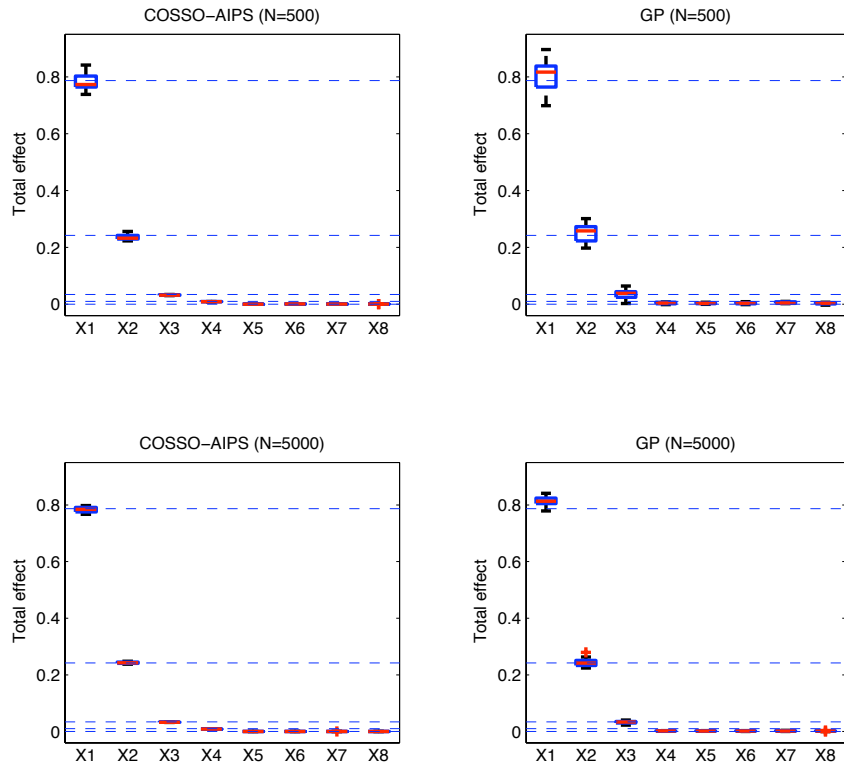 COSSO-AIPS (N=500)
Total effect
0.8
0.6
0.4
0.2
0
X1 X2 X3 X4 X5 X6 X7 X8
GP (N=500)
Total effect
0.8
0.6
0.4
0.2
0
X1 X2 X3 X4 X5 X6 X7 X8
COSSO-AIPS (N=5000)
Total effect
0.8
0.6
0.4
0.2
0
X1 X2 X3 X4 X5 X6 X7 X8
GP (N=5000)
Total effect
0.8
0.6
0.4
0.2
0
X1 X2 X3 X4 X5 X6 X7 X8